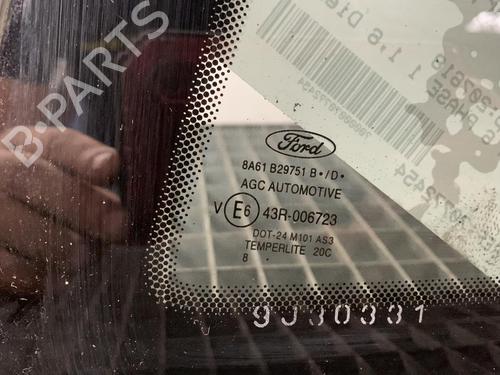 B-PARTS
Ford
8A61 B29751 B•/D•
AGC AUTOMOTIVE
V E6 43R-006723
DOT-24 M101 AS3
TEMPERLITE 20C
8
9J30331